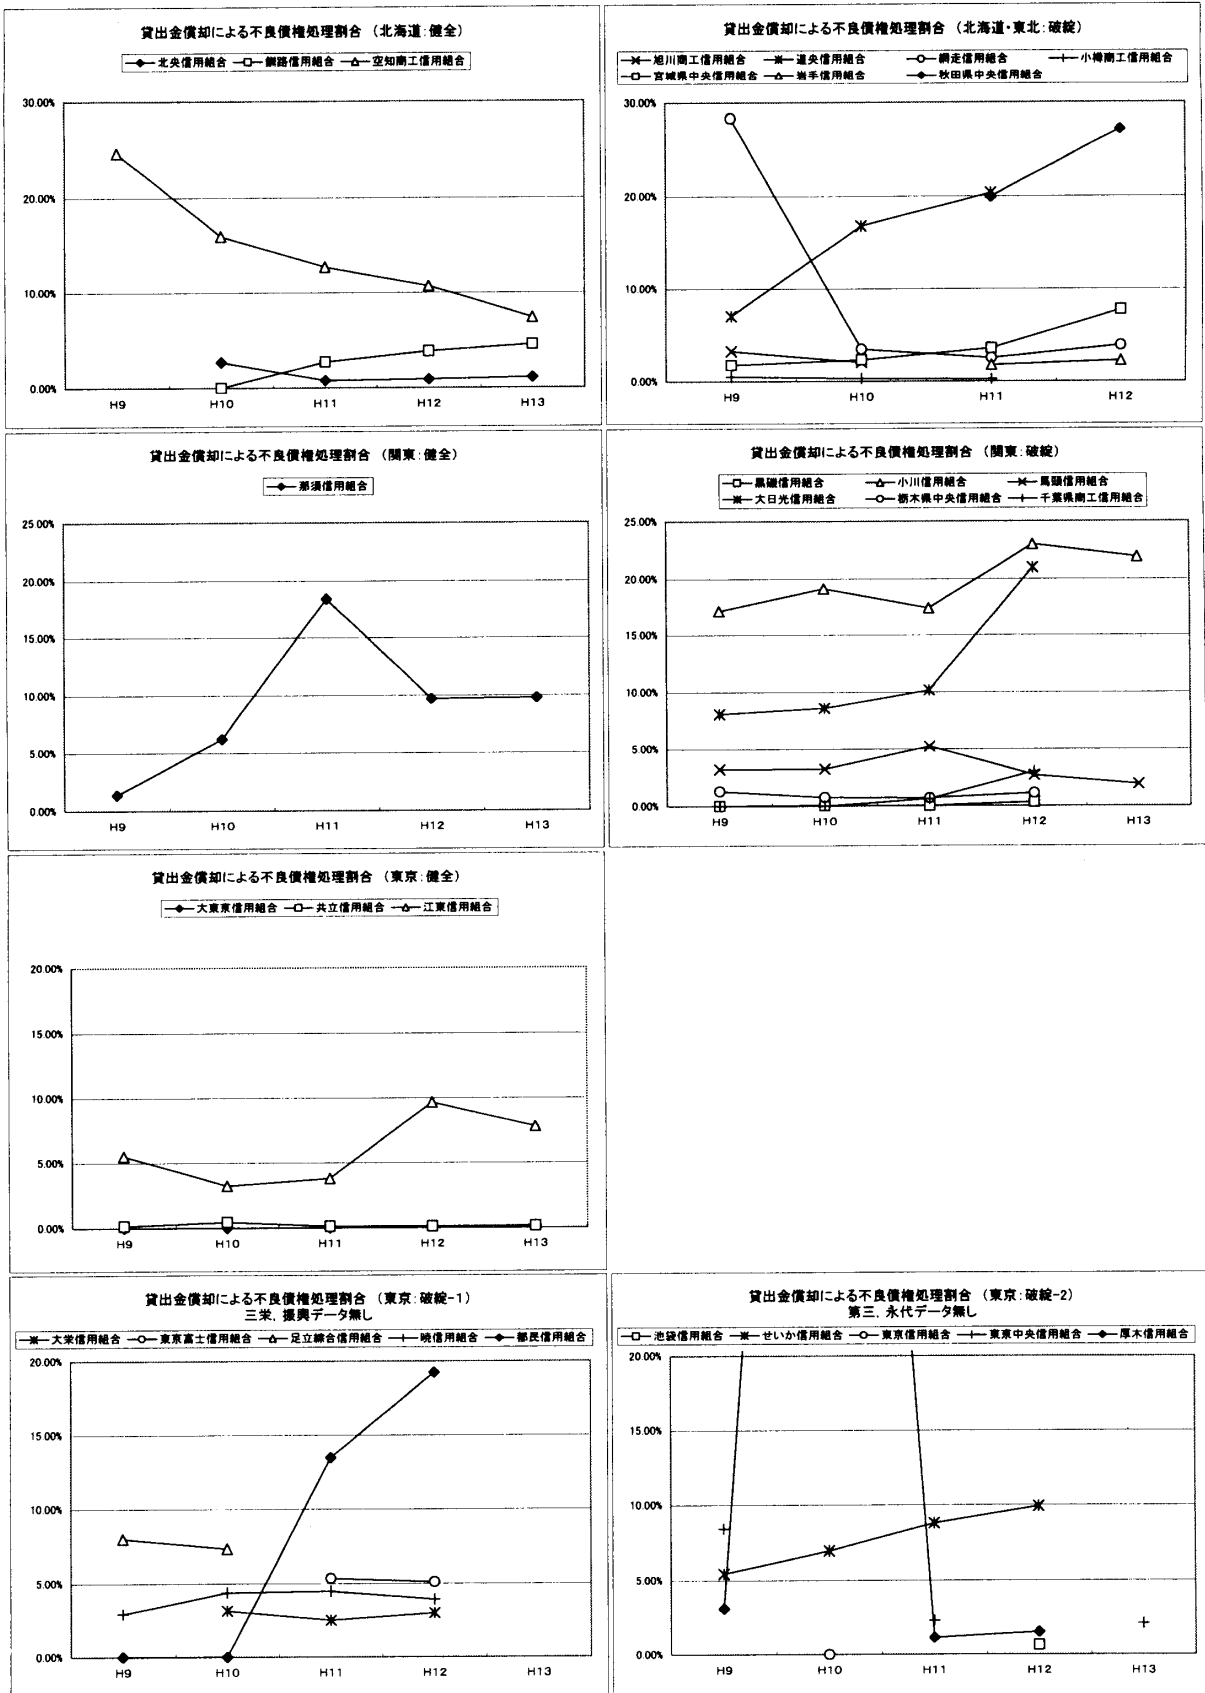 貸出金償却による不良債権処理割合 (北海道:健全)
北央信用組合 釧路信用組合 空知商工信用組合
30.00%
20.00%
10.00%
0.00%
H9 H10 H11 H12 H13
貸出金償却による不良債権処理割合 (北海道・東北:破綻)
旭川商工信用組合 道央信用組合 網走信用組合 小樽商工信用組合
宮城県中央信用組合 岩手信用組合 秋田県中央信用組合
30.00%
20.00%
10.00%
0.00%
H9 H10 H11 H12
貸出金償却による不良債権処理割合 (関東:健全)
那須信用組合
25.00%
20.00%
15.00%
10.00%
5.00%
0.00%
H9 H10 H11 H12 H13
貸出金償却による不良債権処理割合 (関東:破綻)
黒磯信用組合 小川信用組合 馬頭信用組合
大日光信用組合 栃木県中央信用組合 千葉県商工信用組合
25.00%
20.00%
15.00%
10.00%
5.00%
0.00%
H9 H10 H11 H12 H13
貸出金償却による不良債権処理割合 (東京:健全)
大東京信用組合 共立信用組合 江東信用組合
20.00%
15.00%
10.00%
5.00%
0.00%
H9 H10 H11 H12 H13
貸出金償却による不良債権処理割合 (東京:破綻-1)
三栄、振興データ無し
大栄信用組合 東京富士信用組合 足立綜合信用組合 暁信用組合 都民信用組合
20.00%
15.00%
10.00%
5.00%
0.00%
H9 H10 H11 H12 H13
貸出金償却による不良債権処理割合 (東京:破綻-2)
第三、永代データ無し
池袋信用組合 せいか信用組合 東京信用組合 東京中央信用組合 厚木信用組合
20.00%
15.00%
10.00%
5.00%
0.00%
H9 H10 H11 H12 H13